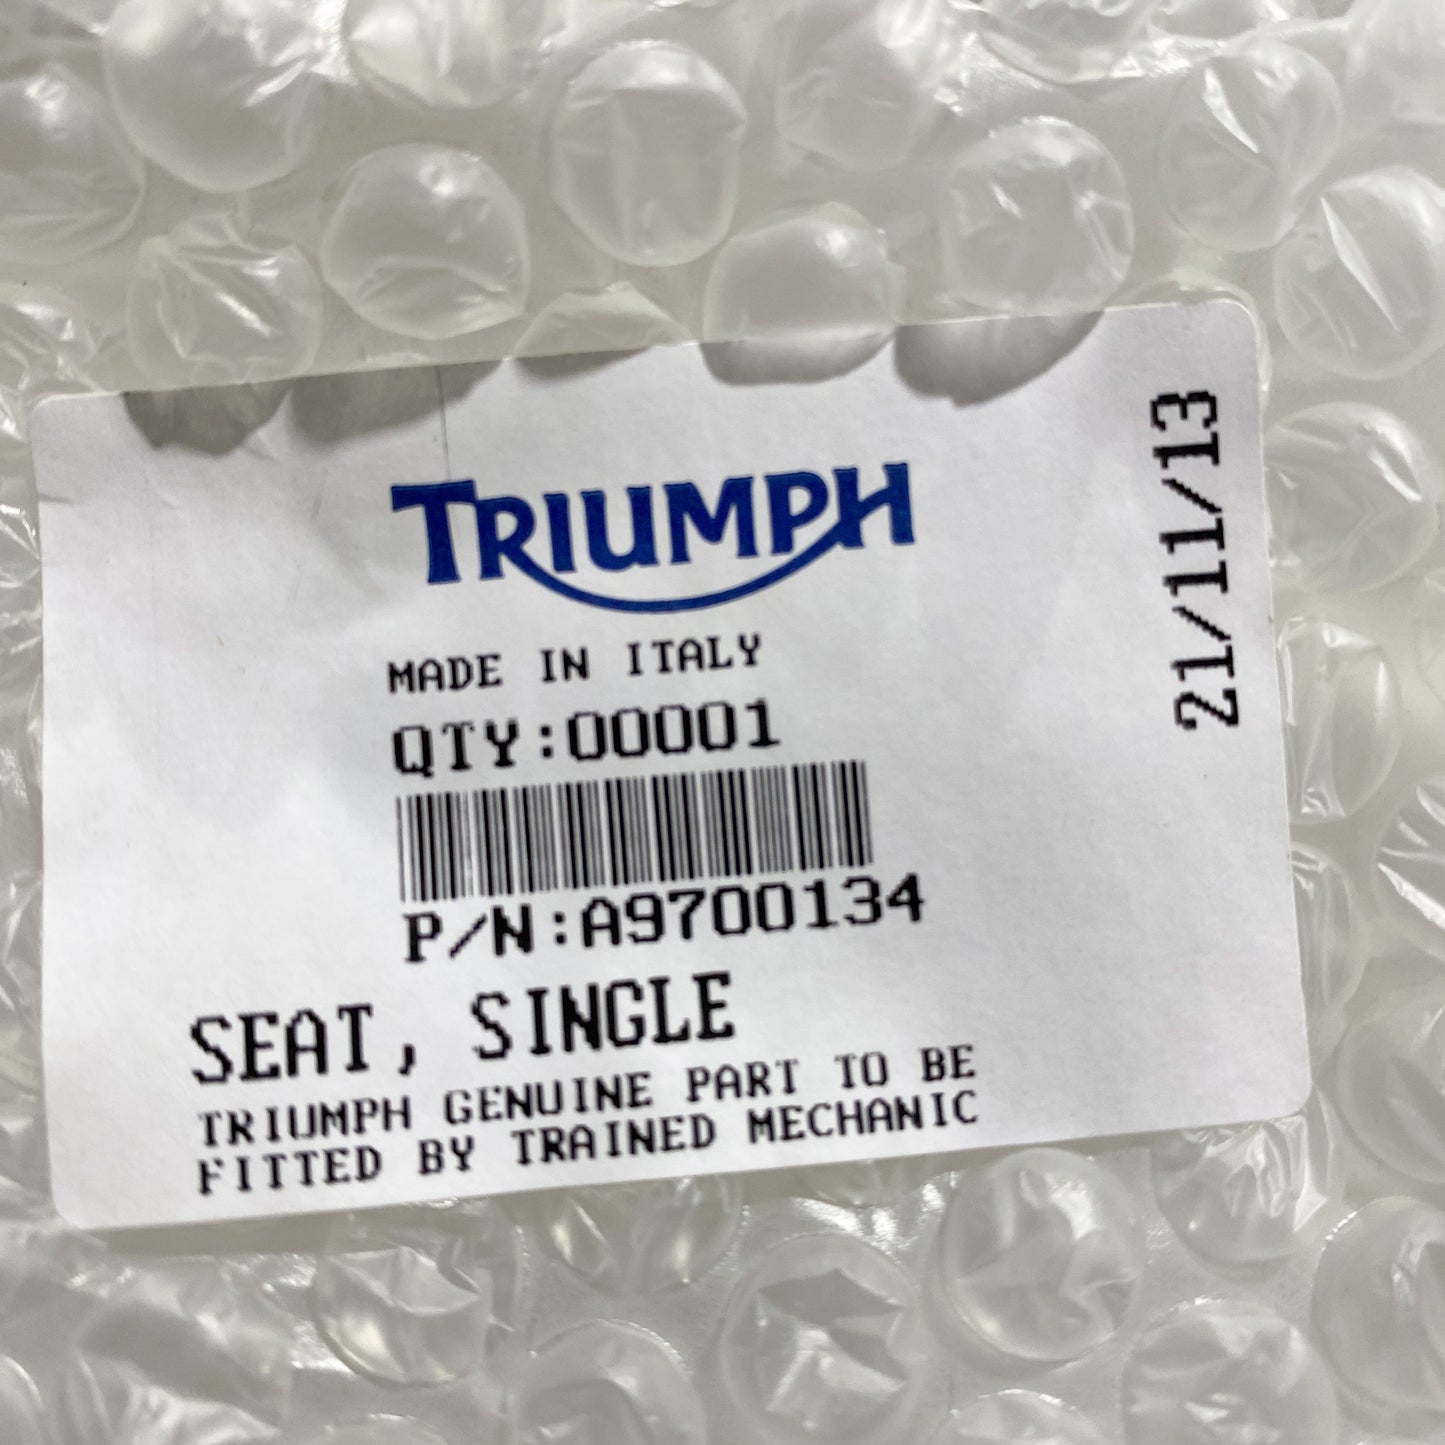 TRIUMPH
MADE IN ITALY
QTY:00001
P/N:A9700134
SEAT, SINGLE
TRIUMPH GENUINE PART TO BE
FITTED BY TRAINED MECHANIC
21/11/13